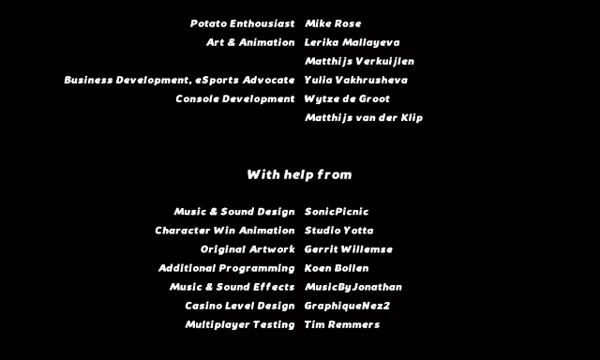 Potato Enthusiast Mike Rose
Art & Animation Lerika Mallayeva
Matthijs Verkuijlen
Business Development, eSports Advocate Yulia Vakhrusheva
Console Development Wytze de Groot
Matthijs van der Klip
With help from
Music & Sound Design SonicPicnic
Character Win Animation Studio Yotta
Original Artwork Gerrit Willemse
Additional Programming Koen Bollen
Music & Sound Effects MusicByJonathan
Casino Level Design GraphiqueNez2
Multiplayer Testing Tim Remmers